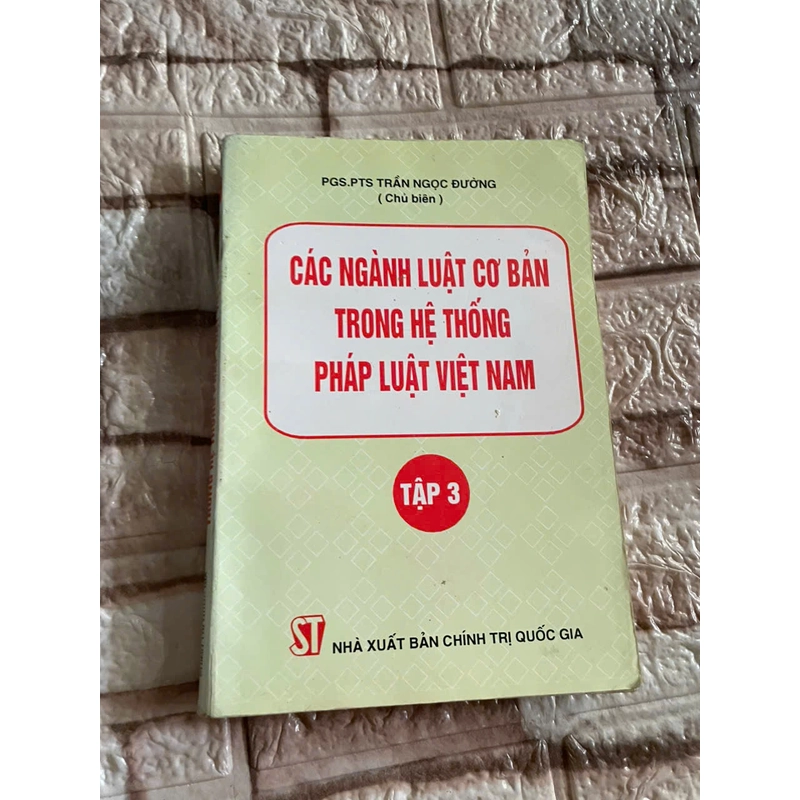 PGS.PTS TRẦN NGỌC ĐƯỜNG
( Chủ biên )
CÁC NGÀNH LUẬT CƠ BẢN
TRONG HỆ THỐNG
PHÁP LUẬT VIỆT NAM
TẬP 3
ST NHÀ XUẤT BẢN CHÍNH TRỊ QUỐC GIA